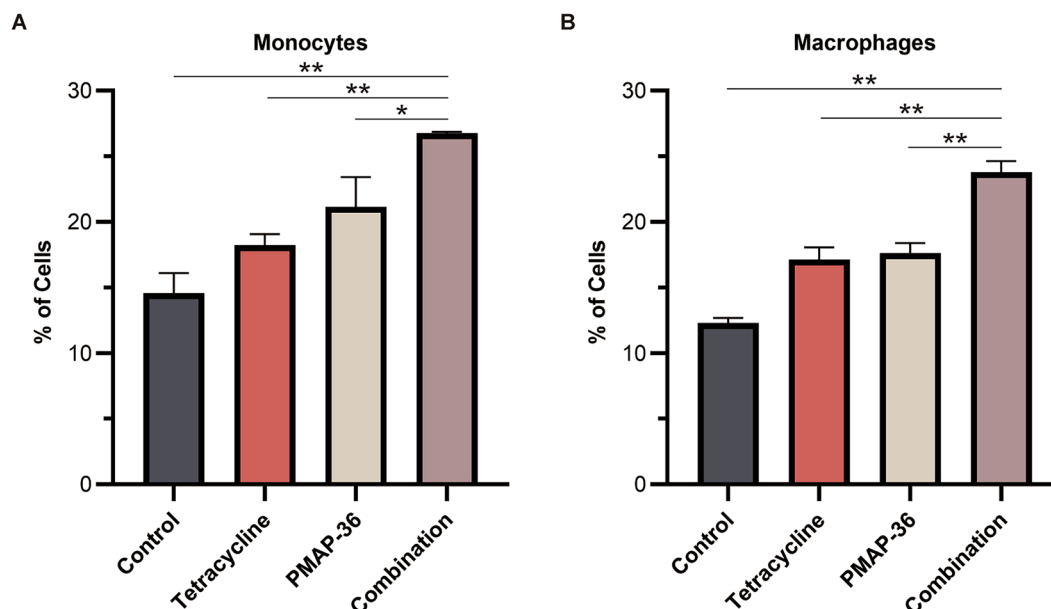 A
Monocytes
**
**
*
30
20
10
0
% of Cells
Control
Tetracycline
PMAP-36
Combination
B
Macrophages
**
**
**
30
20
10
0
% of Cells
Control
Tetracycline
PMAP-36
Combination